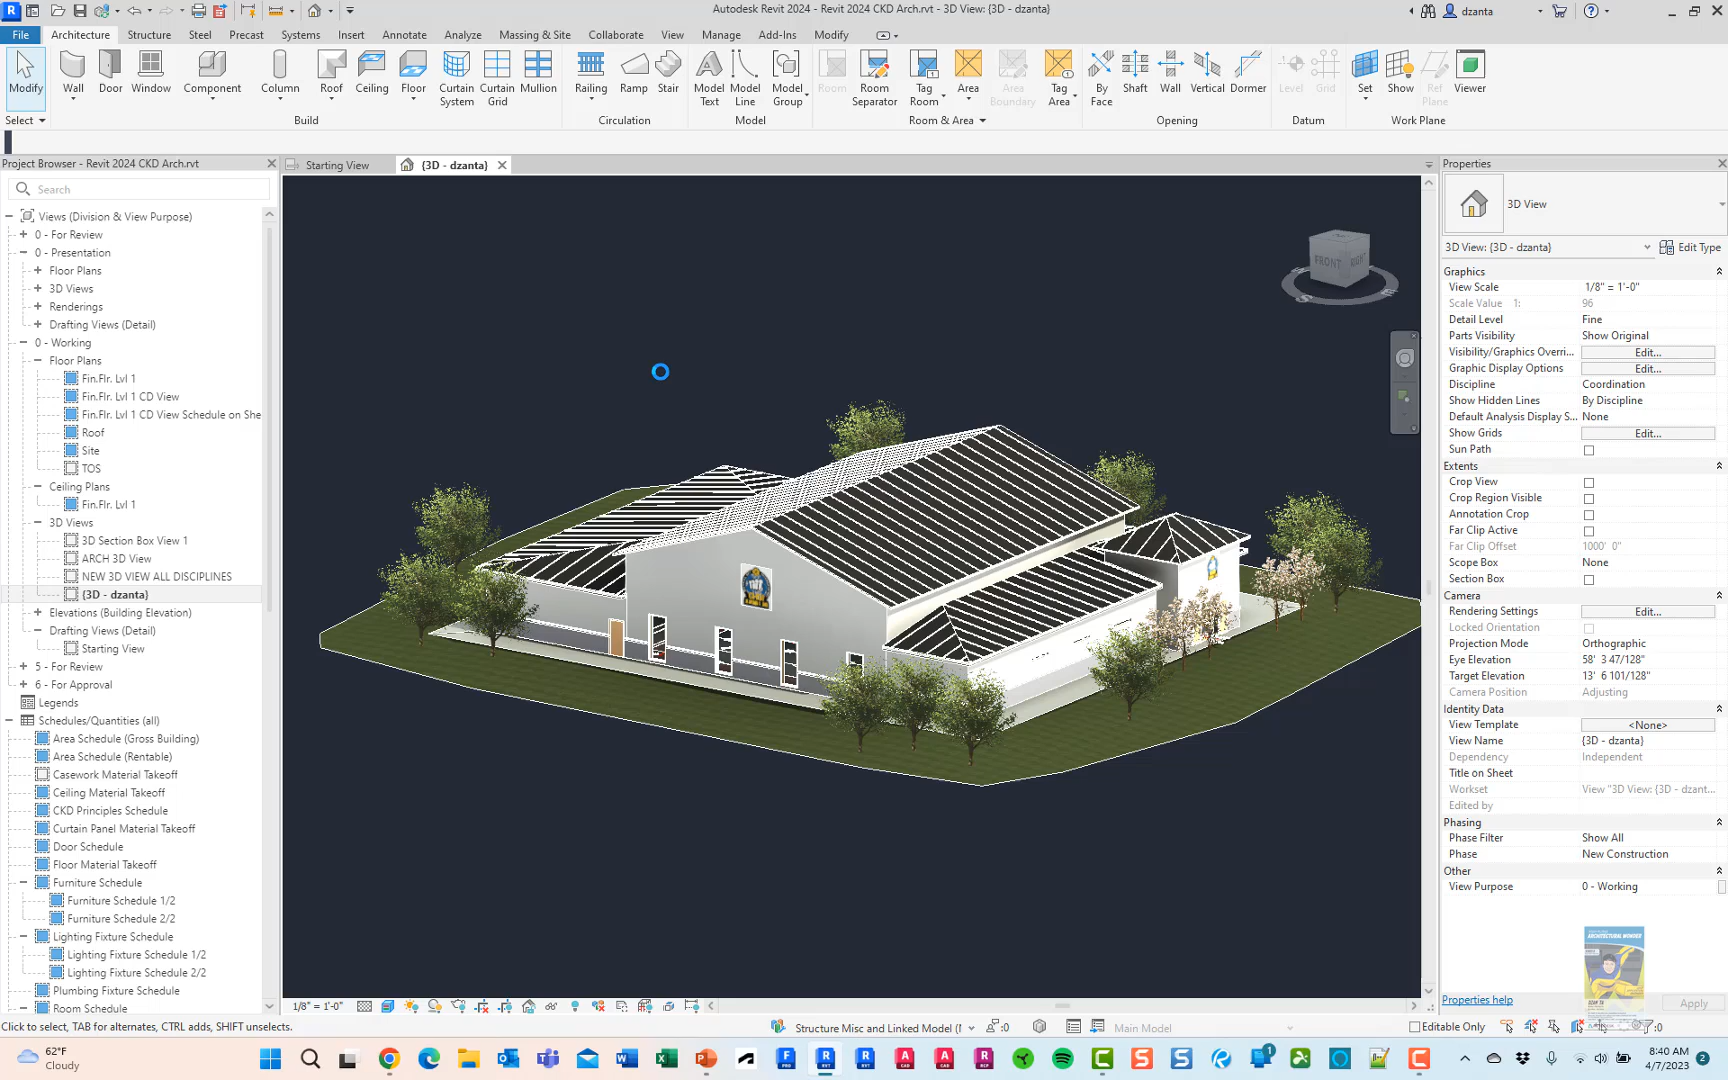 Autodesk Revit 2024 - Revit 2024 CKD Arch.rvt - 3D View: {3D - dzanta}
dzanta
File Architecture Structure Steel Precast Systems Insert Annotate Analyze Massing & Site Collaborate View Manage Add-Ins Modify
Modify Wall Door Window Component Column Roof Ceiling Floor Curtain System Curtain Grid Mullion Railing Ramp Stair Model Text Model Line Model Group Room Room Separator Tag Room Area Area Boundary Tag Area By Face Shaft Wall Vertical Dormer Level Grid Set Show Ref Plane Viewer
Select Build Circulation Model Room & Area Opening Datum Work Plane
Project Browser - Revit 2024 CKD Arch.rvt
Search
Views (Division & View Purpose)
0 - For Review
0 - Presentation
Floor Plans
3D Views
Renderings
Drafting Views (Detail)
0 - Working
Floor Plans
Fin.Flr. Lvl 1
Fin.Flr. Lvl 1 CD View
Fin.Flr. Lvl 1 CD View Schedule on She
Roof
Site
TOS
Ceiling Plans
Fin.Flr. Lvl 1
3D Views
3D Section Box View 1
ARCH 3D View
NEW 3D VIEW ALL DISCIPLINES
{3D - dzanta}
Elevations (Building Elevation)
Drafting Views (Detail)
Starting View
5 - For Review
6 - For Approval
Legends
Schedules/Quantities (all)
Area Schedule (Gross Building)
Area Schedule (Rentable)
Casework Material Takeoff
Ceiling Material Takeoff
CKD Principles Schedule
Curtain Panel Material Takeoff
Door Schedule
Floor Material Takeoff
Furniture Schedule
Furniture Schedule 1/2
Furniture Schedule 2/2
Lighting Fixture Schedule
Lighting Fixture Schedule 1/2
Lighting Fixture Schedule 2/2
Plumbing Fixture Schedule
Room Schedule
Starting View
{3D - dzanta}
FRONT RIGHT
Properties
3D View
3D View: {3D - dzanta} Edit Type
Graphics
View Scale 1/8" = 1'-0"
Scale Value 1: 96
Detail Level Fine
Parts Visibility Show Original
Visibility/Graphics Overri... Edit...
Graphic Display Options Edit...
Discipline Coordination
Show Hidden Lines By Discipline
Default Analysis Display S... None
Show Grids Edit...
Sun Path
Extents
Crop View
Crop Region Visible
Annotation Crop
Far Clip Active
Far Clip Offset 1000' 0"
Scope Box None
Section Box
Camera
Rendering Settings Edit...
Locked Orientation
Projection Mode Orthographic
Eye Elevation 58' 3 47/128"
Target Elevation 13' 6 101/128"
Camera Position Adjusting
Identity Data
View Template <None>
View Name {3D - dzanta}
Dependency Independent
Title on Sheet
Workset View "3D View: {3D - dzant...
Edited by
Phasing
Phase Filter Show All
Phase New Construction
Other
View Purpose 0 - Working
ARCHITECTURAL WONDER
Properties help Apply
1/8" = 1'-0"
Click to select, TAB for alternates, CTRL adds, SHIFT unselects.
Structure Misc and Linked Model (N
:0
Main Model
Editable Only
:0
62°F
Cloudy
8:40 AM
4/7/2023